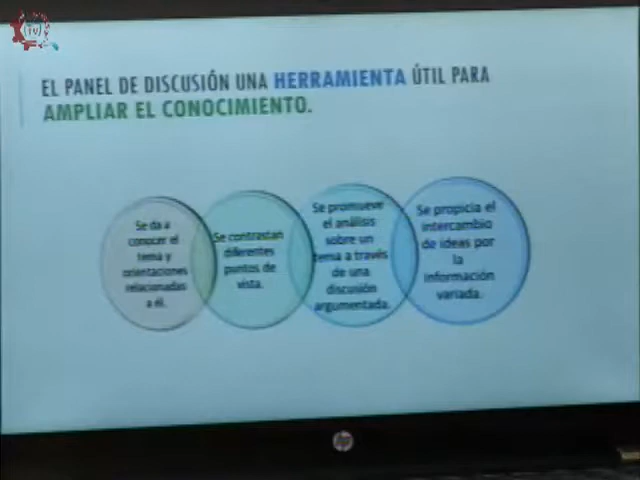 tv
EL PANEL DE DISCUSIÓN UNA HERRAMIENTA ÚTIL PARA
AMPLIAR EL CONOCIMIENTO.
Se da a
conocer el
tema y
orientaciones
relacionadas
a él.
Se contrastan
diferentes
puntos de
vista.
Se promueve
el análisis
sobre un
tema a través
de una
discusión
argumentada.
Se propicia el
intercambio
de ideas por
la
información
variada.
hp